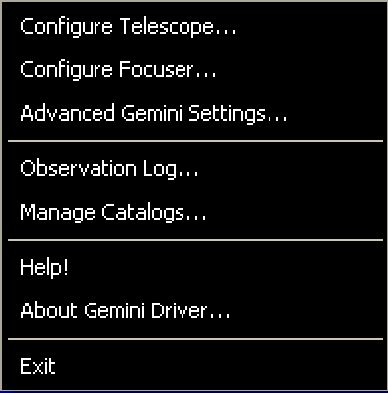 Configure Telescope...
Configure Focuser...
Advanced Gemini Settings...
Observation Log...
Manage Catalogs...
Help!
About Gemini Driver...
Exit